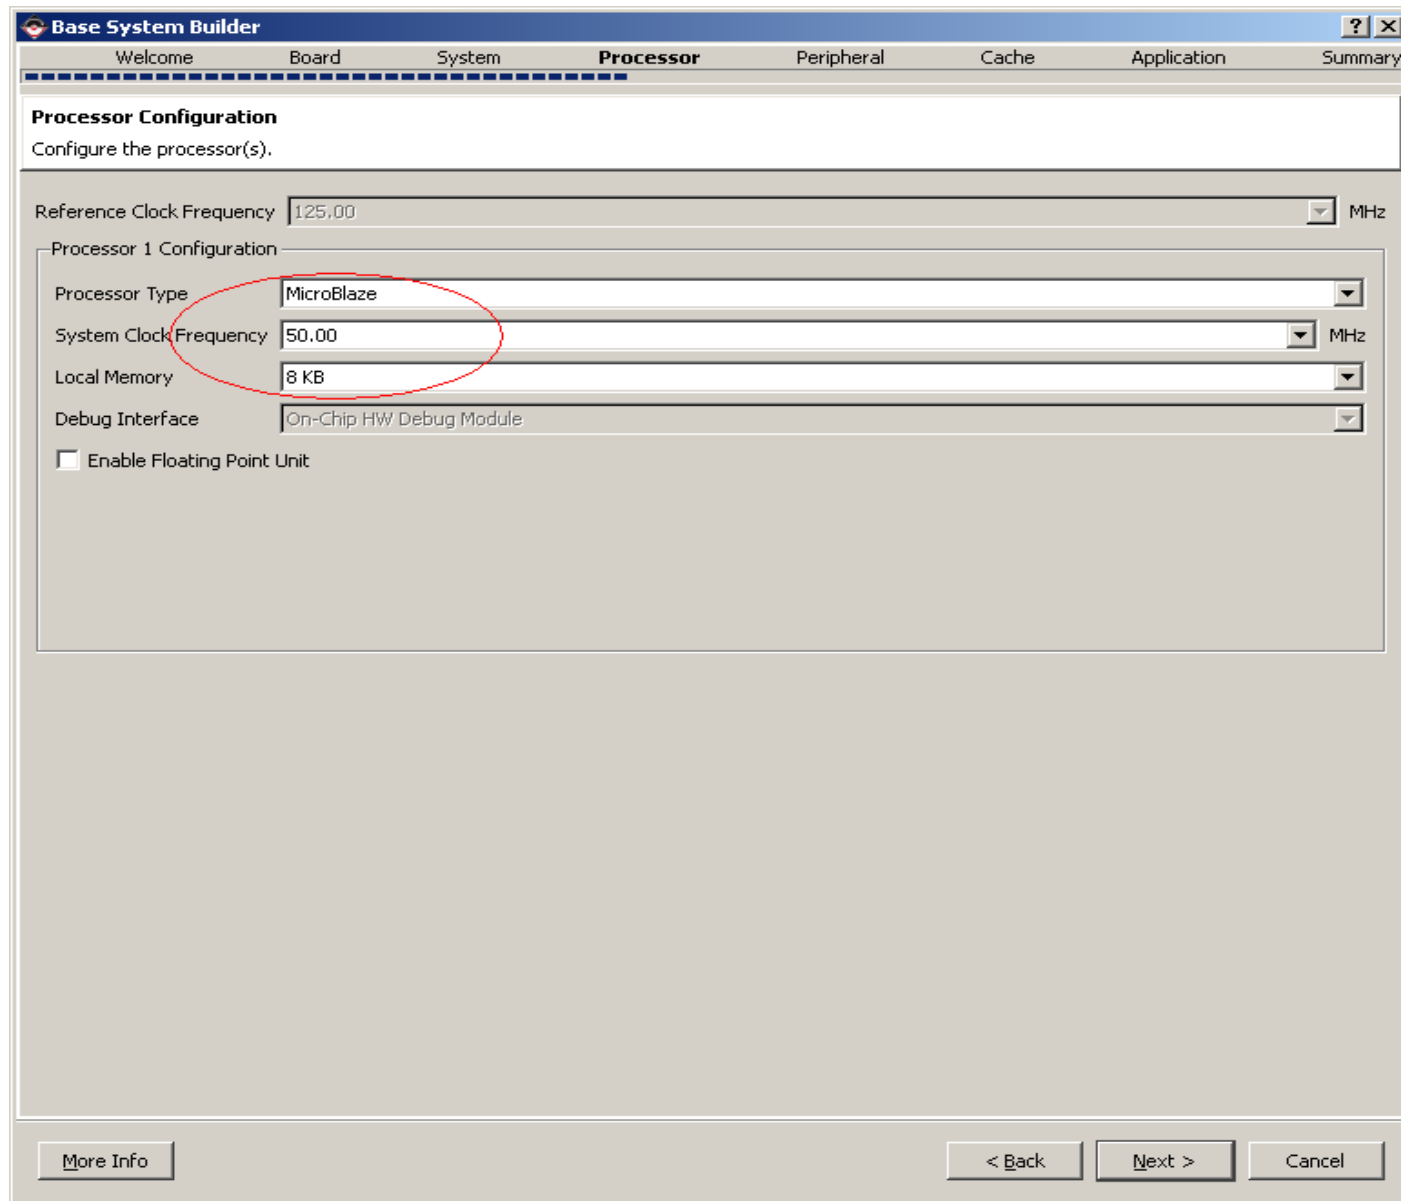 Base System Builder
Welcome Board System Processor Peripheral Cache Application Summary
Processor Configuration
Configure the processor(s).
Reference Clock Frequency 125.00 MHz
Processor 1 Configuration
Processor Type MicroBlaze
System Clock Frequency 50.00 MHz
Local Memory 8 KB
Debug Interface On-Chip HW Debug Module
Enable Floating Point Unit
More Info < Back Next > Cancel